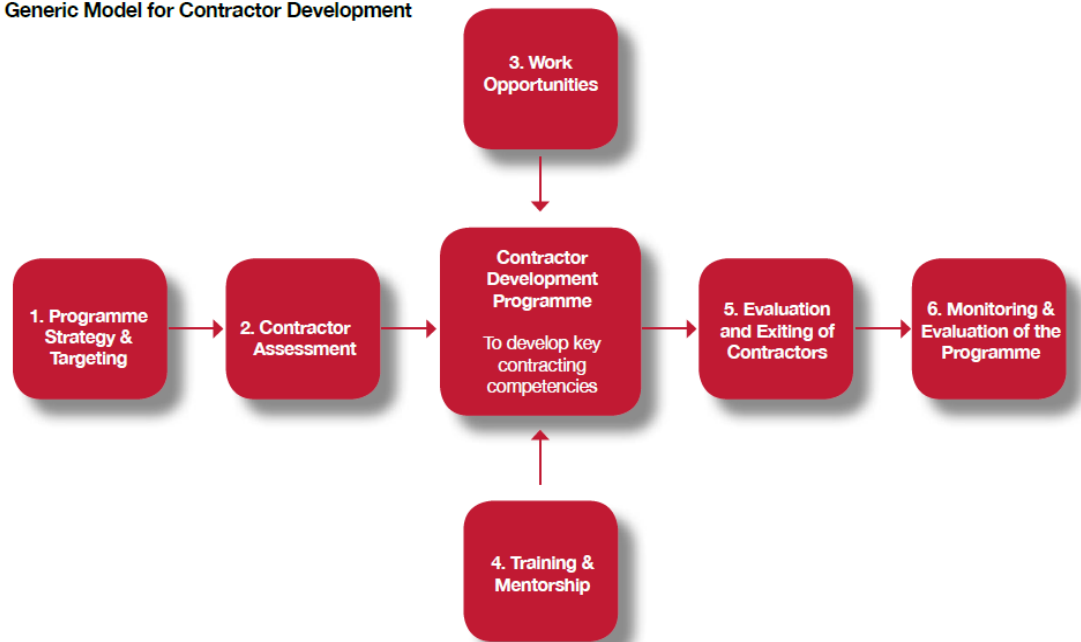 Generic Model for Contractor Development
3. Work
Opportunities
1. Programme
Strategy &
Targeting
2. Contractor
Assessment
Contractor
Development
Programme
To develop key
contracting
competencies
5. Evaluation
and Exiting of
Contractors
6. Monitoring &
Evaluation of the
Programme
4. Training &
Mentorship